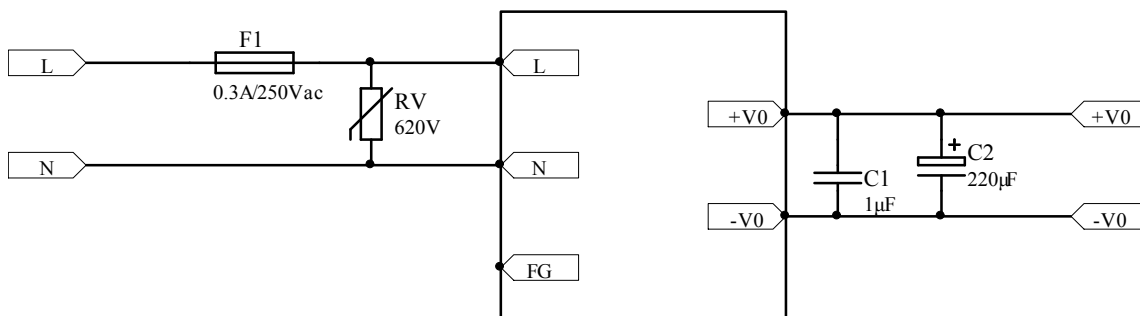 F1
L
L
0.3A/250Vac
RV
620V
+V0
+V0
N
N
C1
1µF
+
C2
220µF
-V0
-V0
FG